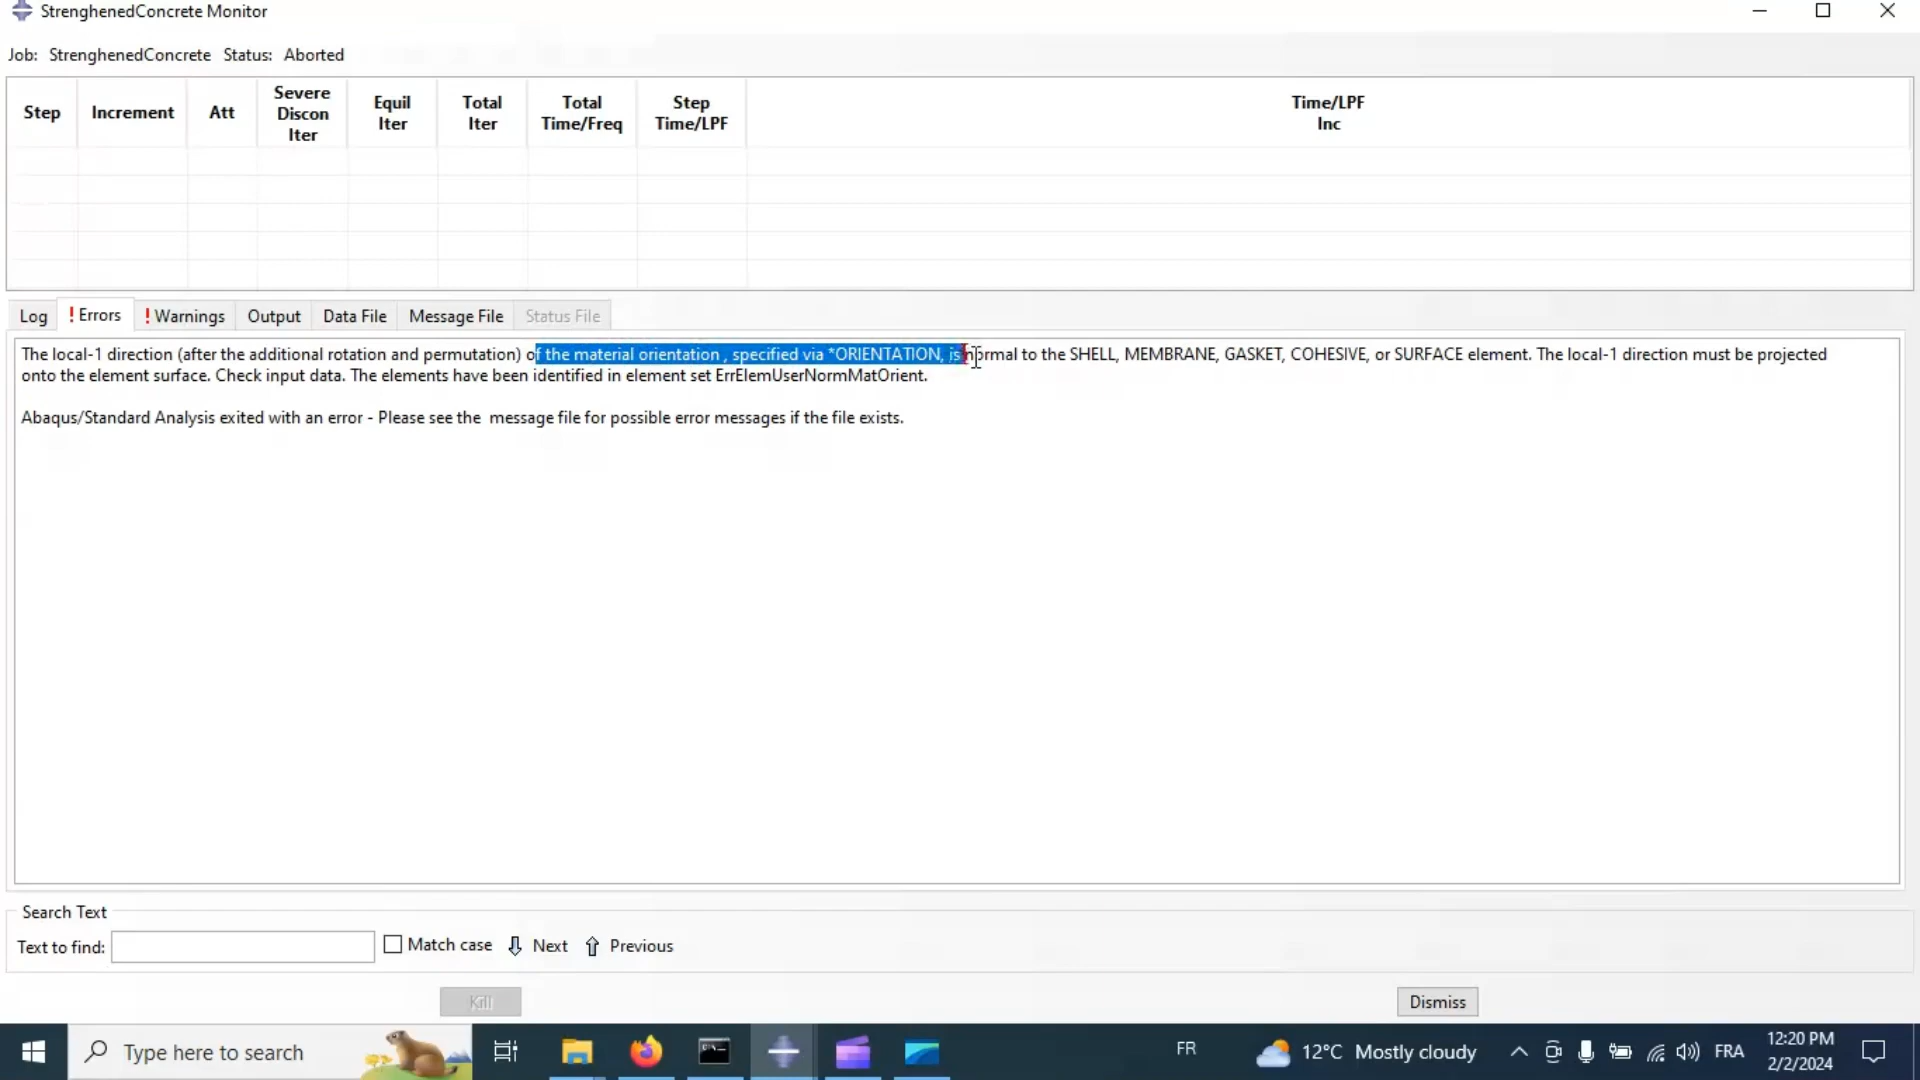 StrenghenedConcrete Monitor
Job: StrenghenedConcrete Status: Aborted
Step Increment Att Severe Discon Iter Equil Iter Total Iter Total Time/Freq Step Time/LPF Time/LPF Inc
Log ! Errors ! Warnings Output Data File Message File Status File
The local-1 direction (after the additional rotation and permutation) of the material orientation , specified via *ORIENTATION, is normal to the SHELL, MEMBRANE, GASKET, COHESIVE, or SURFACE element. The local-1 direction must be projected
onto the element surface. Check input data. The elements have been identified in element set ErrElemUserNormMatOrient.
Abaqus/Standard Analysis exited with an error - Please see the  message file for possible error messages if the file exists.
Search Text
Text to find: Match case Next Previous
Kill Dismiss
Type here to search FR 12°C Mostly cloudy FRA 12:20 PM
2/2/2024